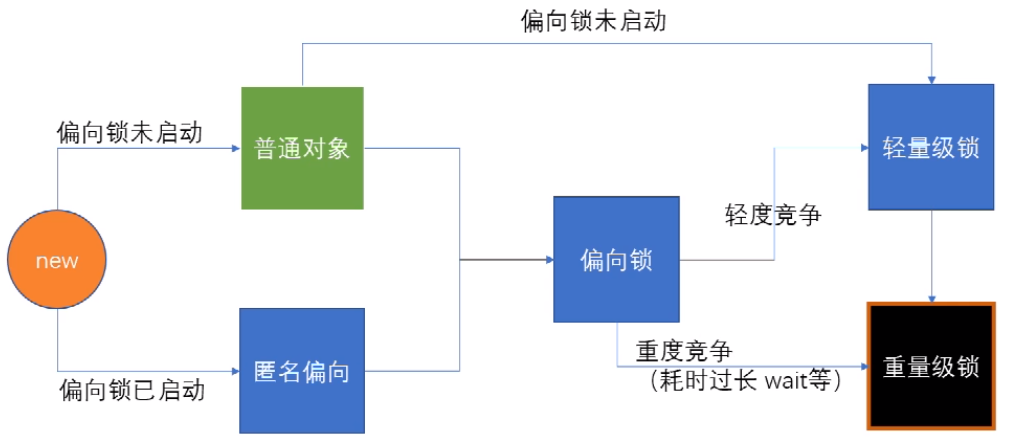 偏向锁未启动
偏向锁未启动
普通对象
轻量级锁
轻度竞争
new
偏向锁
重度竞争
（耗时过长 wait等）
匿名偏向
重量级锁
偏向锁已启动